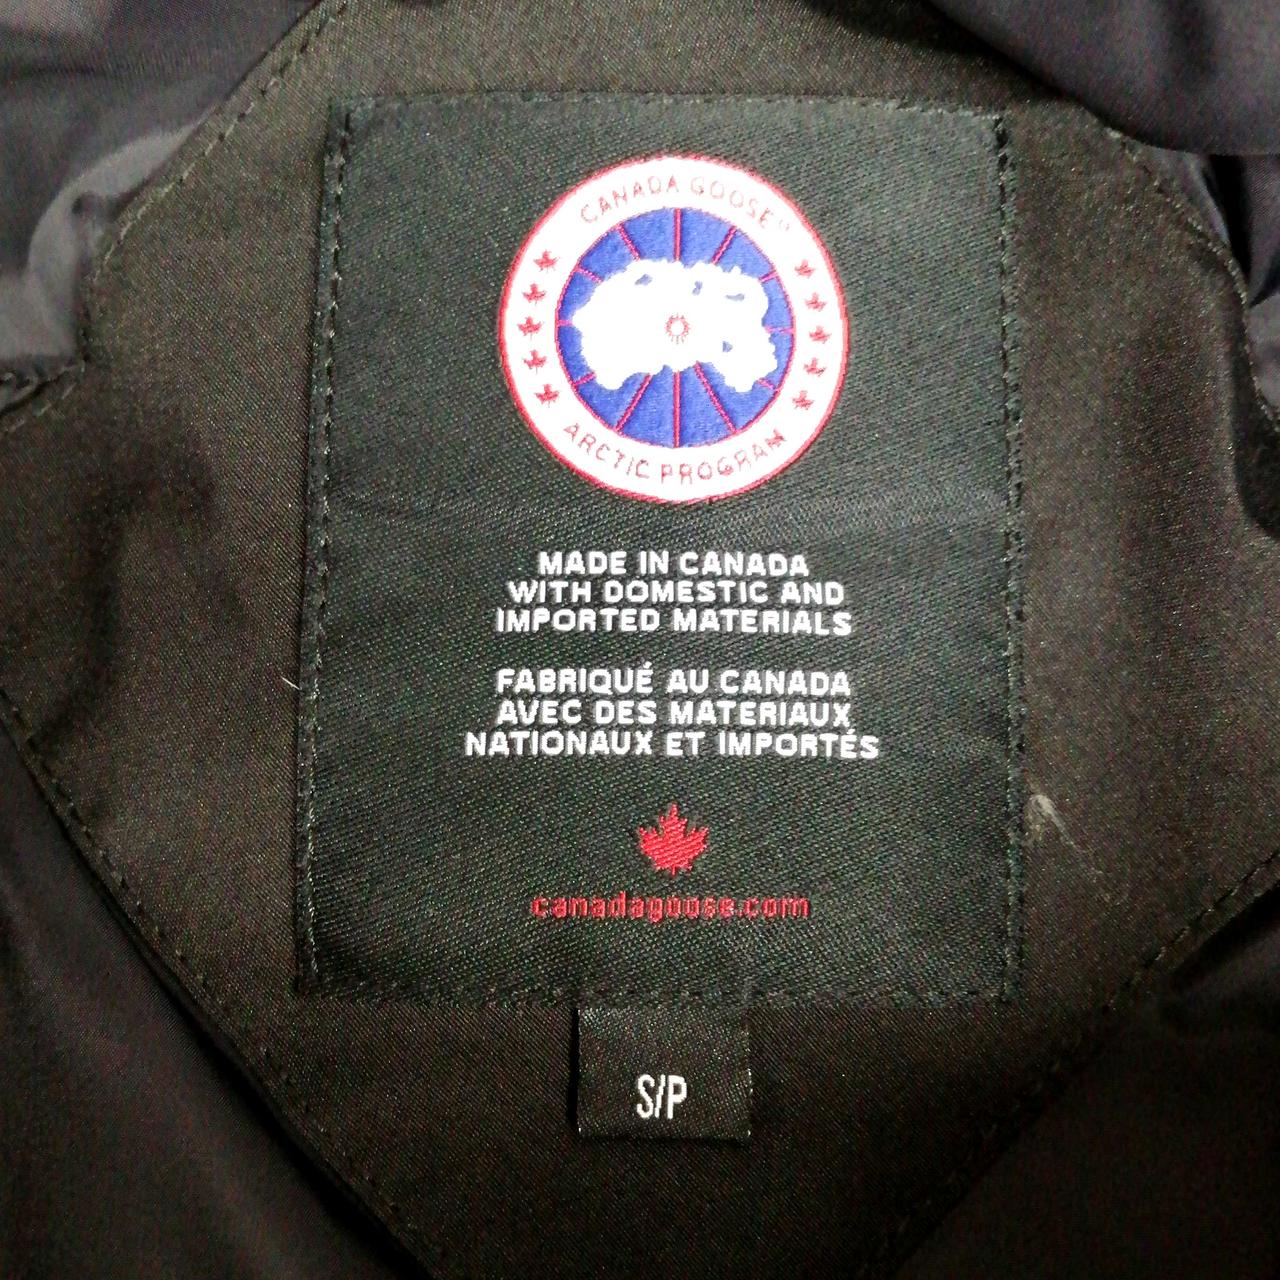 CANADA GOOSE
ARCTIC PROGRAM
MADE IN CANADA
WITH DOMESTIC AND
IMPORTED MATERIALS
FABRIQUÉ AU CANADA
AVEC DES MATERIAUX
NATIONAUX ET IMPORTÉS
canadagoose.com
S/P